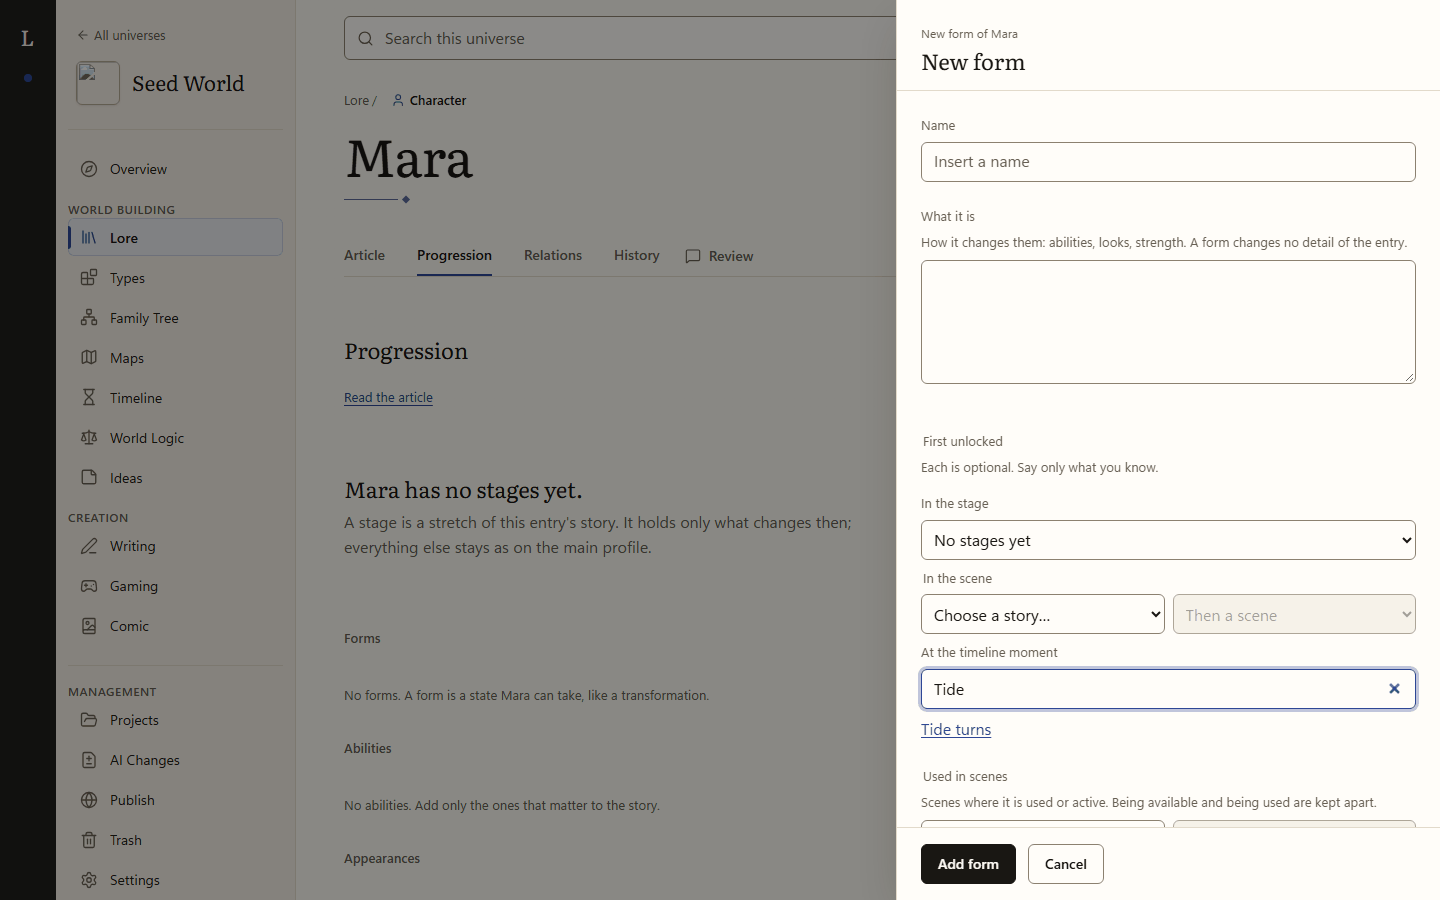 L
All universes
Seed World
Overview
WORLD BUILDING
Lore
Types
Family Tree
Maps
Timeline
World Logic
Ideas
CREATION
Writing
Gaming
Comic
MANAGEMENT
Projects
AI Changes
Publish
Trash
Settings
Search this universe
Lore / Character
Mara
Article Progression Relations History Review
Progression
Read the article
Mara has no stages yet.
A stage is a stretch of this entry's story. It holds only what changes then;
everything else stays as on the main profile.
Forms
No forms. A form is a state Mara can take, like a transformation.
Abilities
No abilities. Add only the ones that matter to the story.
Appearances
New form of Mara
New form
Name
Insert a name
What it is
How it changes them: abilities, looks, strength. A form changes no detail of the entry.
First unlocked
Each is optional. Say only what you know.
In the stage
No stages yet
In the scene
Choose a story... Then a scene
At the timeline moment
Tide
Tide turns
Used in scenes
Scenes where it is used or active. Being available and being used are kept apart.
Add form Cancel